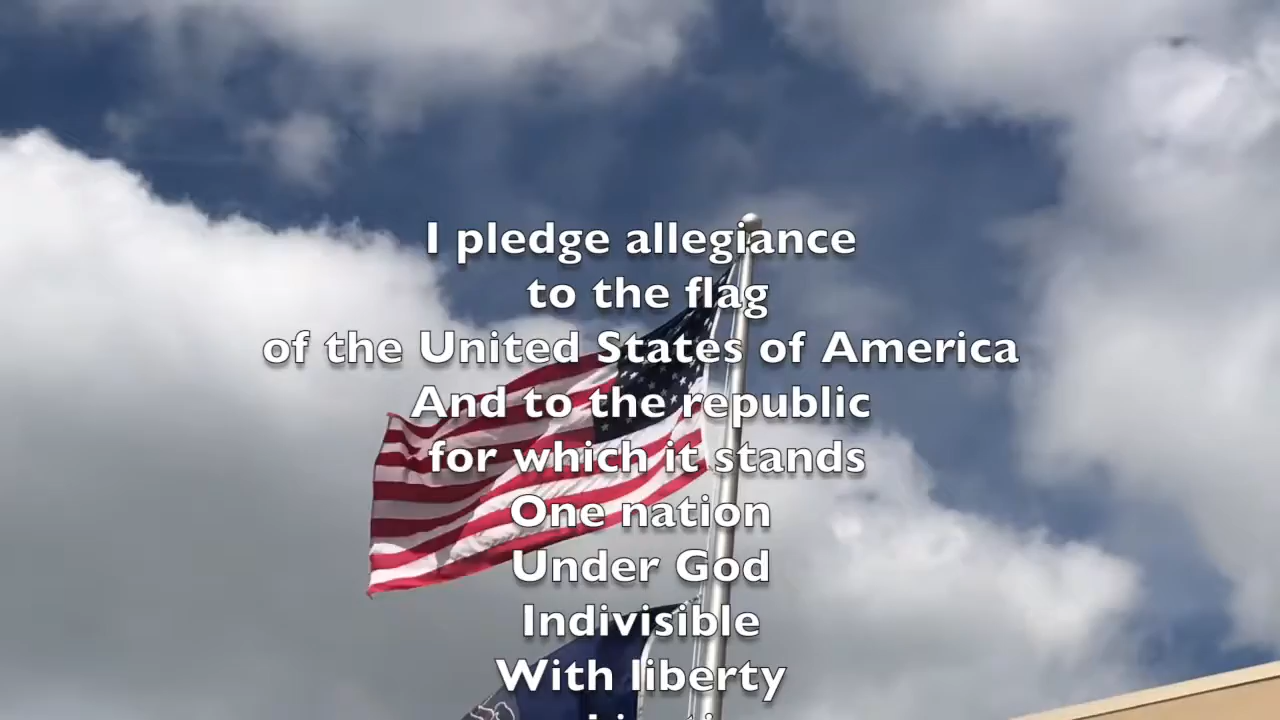 I pledge allegiance
to the flag
of the United States of America
And to the republic
for which it stands
One nation
Under God
Indivisible
With liberty